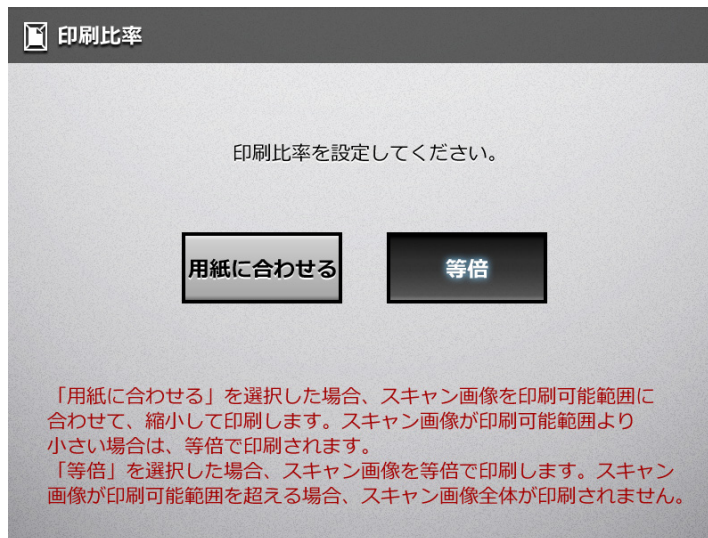 印刷比率
印刷比率を設定してください。
用紙に合わせる
等倍
「用紙に合わせる」を選択した場合、スキャン画像を印刷可能範囲に
合わせて、縮小して印刷します。スキャン画像が印刷可能範囲より
小さい場合は、等倍で印刷されます。
「等倍」を選択した場合、スキャン画像を等倍で印刷します。スキャン
画像が印刷可能範囲を超える場合、スキャン画像全体が印刷されません。